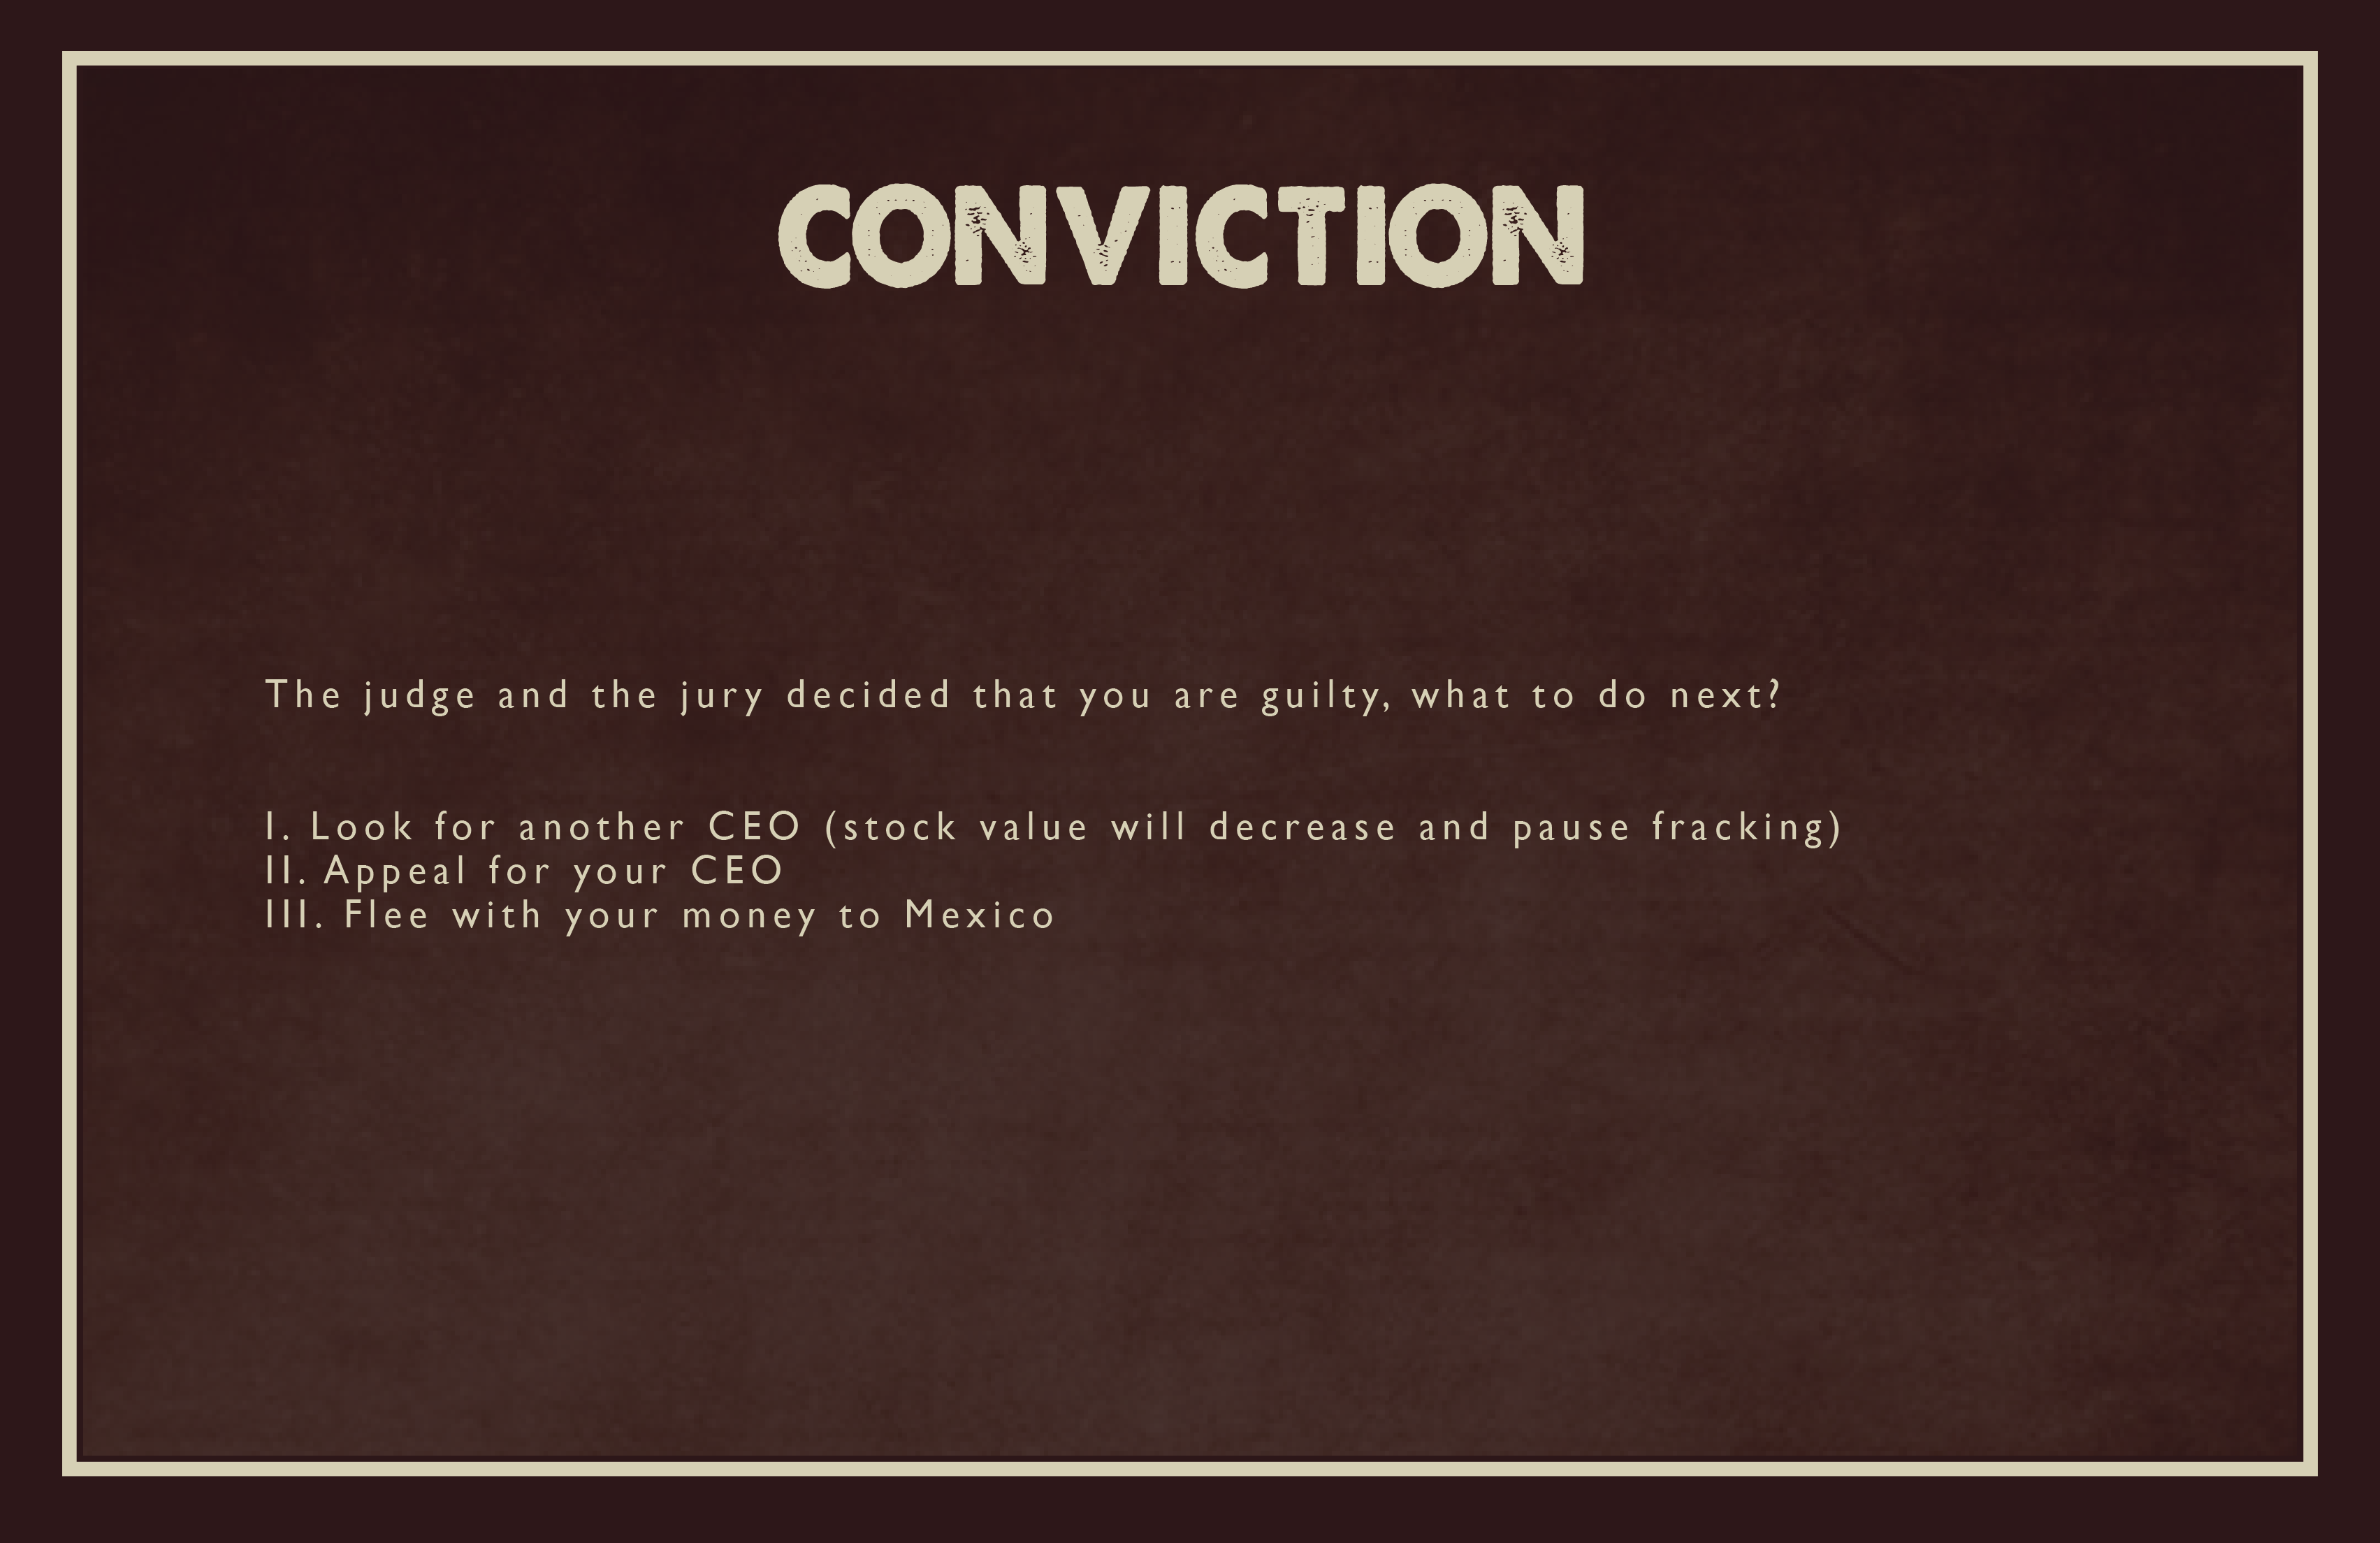 CONVICTION
The judge and the jury decided that you are guilty, what to do next?
I. Look for another CEO (stock value will decrease and pause fracking)
II. Appeal for your CEO
III. Flee with your money to Mexico